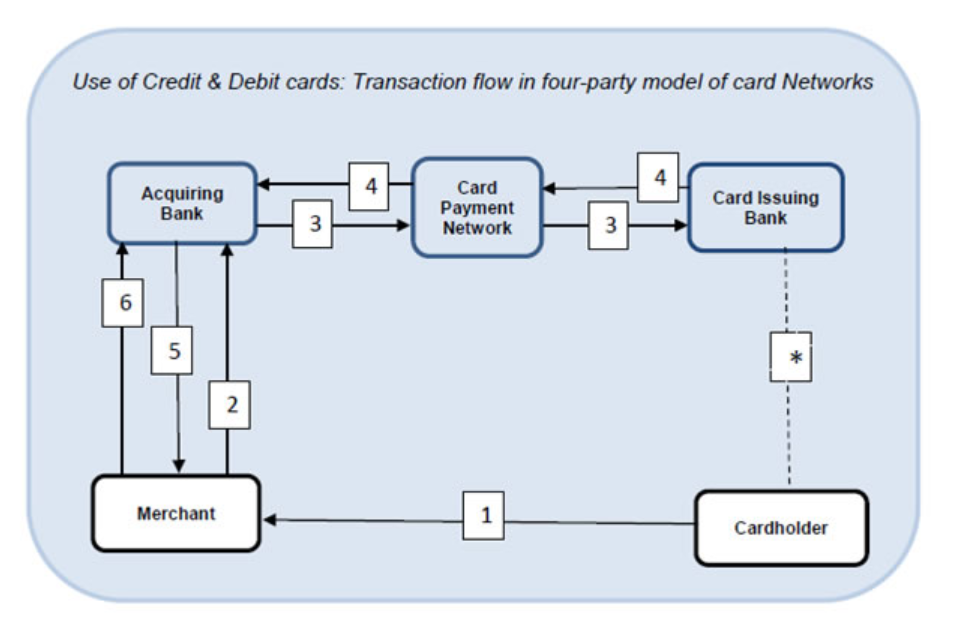 Use of Credit & Debit cards: Transaction flow in four-party model of card Networks
Acquiring
Bank
4
Card
Payment
Network
4
Card Issuing
Bank
3
3
6
5
2
*
Merchant
1
Cardholder